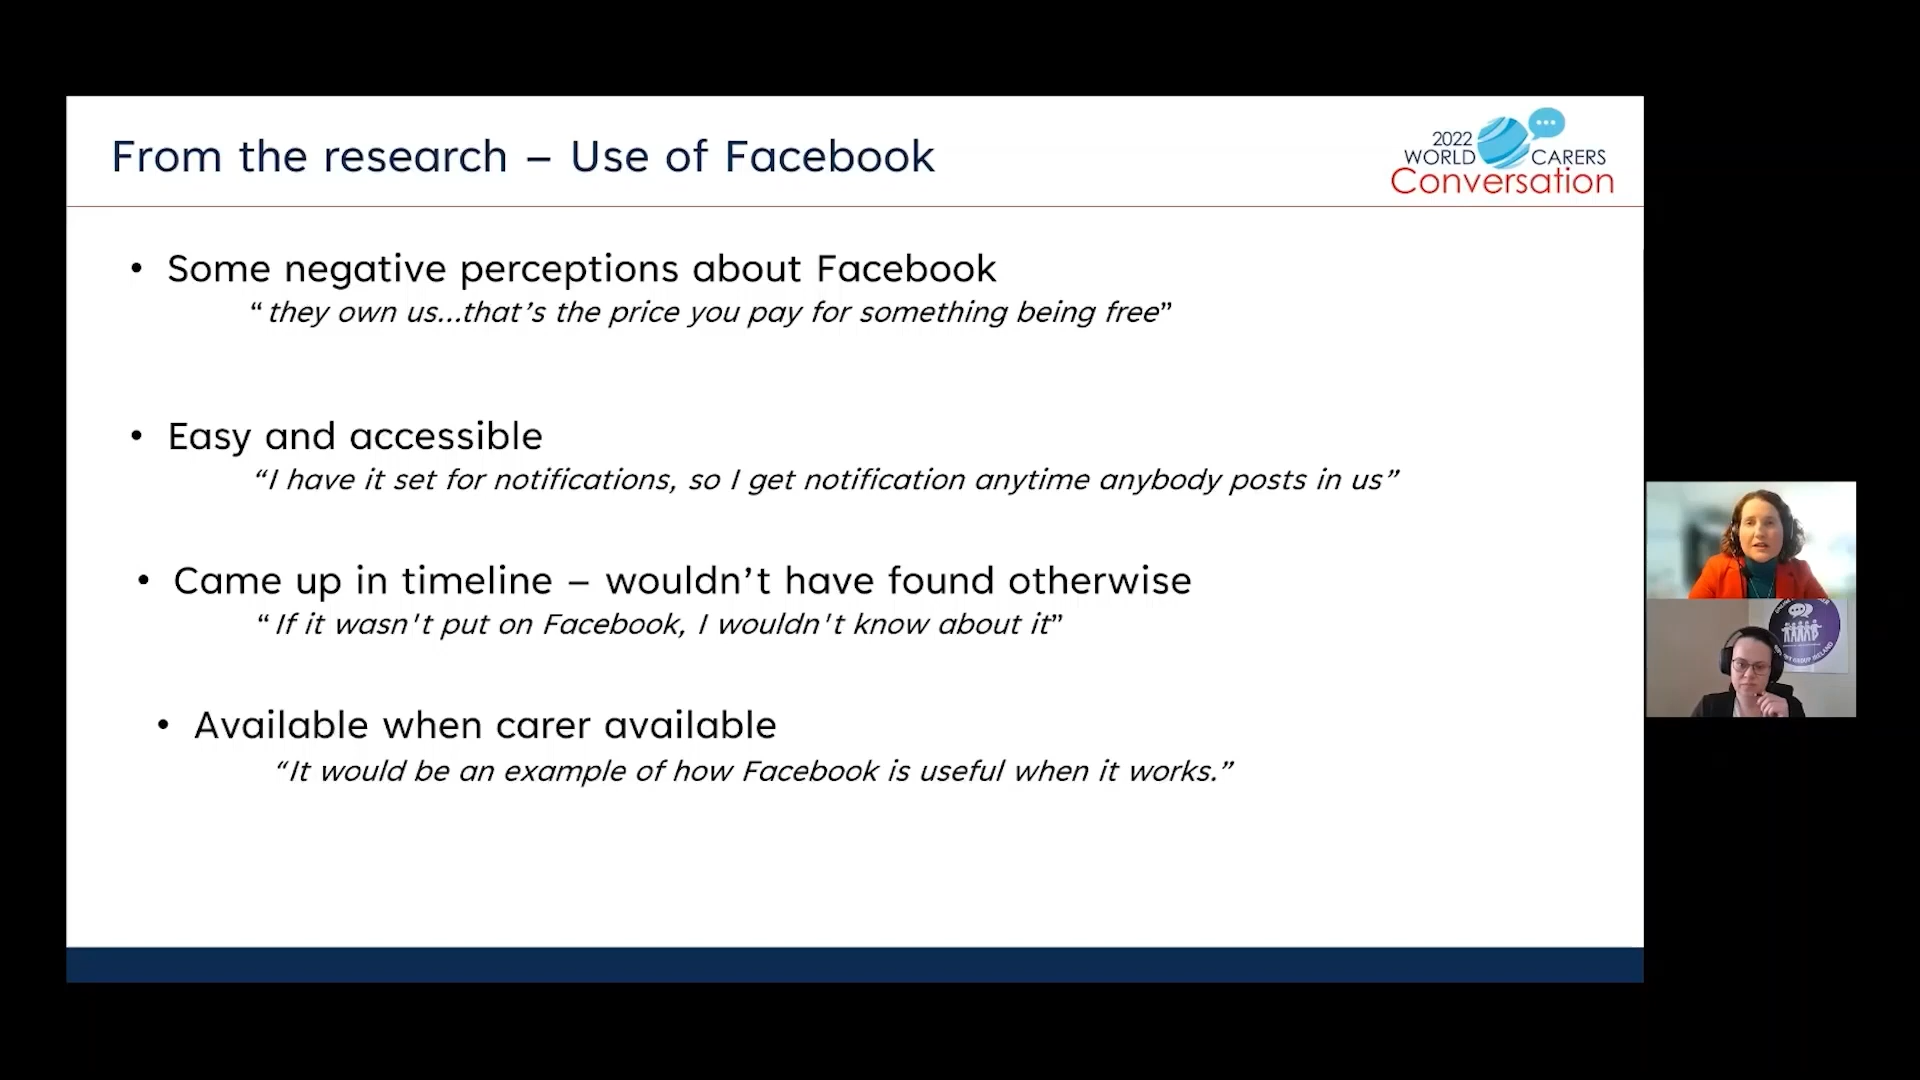 From the research – Use of Facebook
2022
WORLD CARERS
Conversation
• Some negative perceptions about Facebook
“ they own us...that’s the price you pay for something being free”
• Easy and accessible
“I have it set for notifications, so I get notification anytime anybody posts in us”
• Came up in timeline – wouldn’t have found otherwise
“ If it wasn't put on Facebook, I wouldn't know about it”
• Available when carer available
“It would be an example of how Facebook is useful when it works.”
GROUP IRELAND